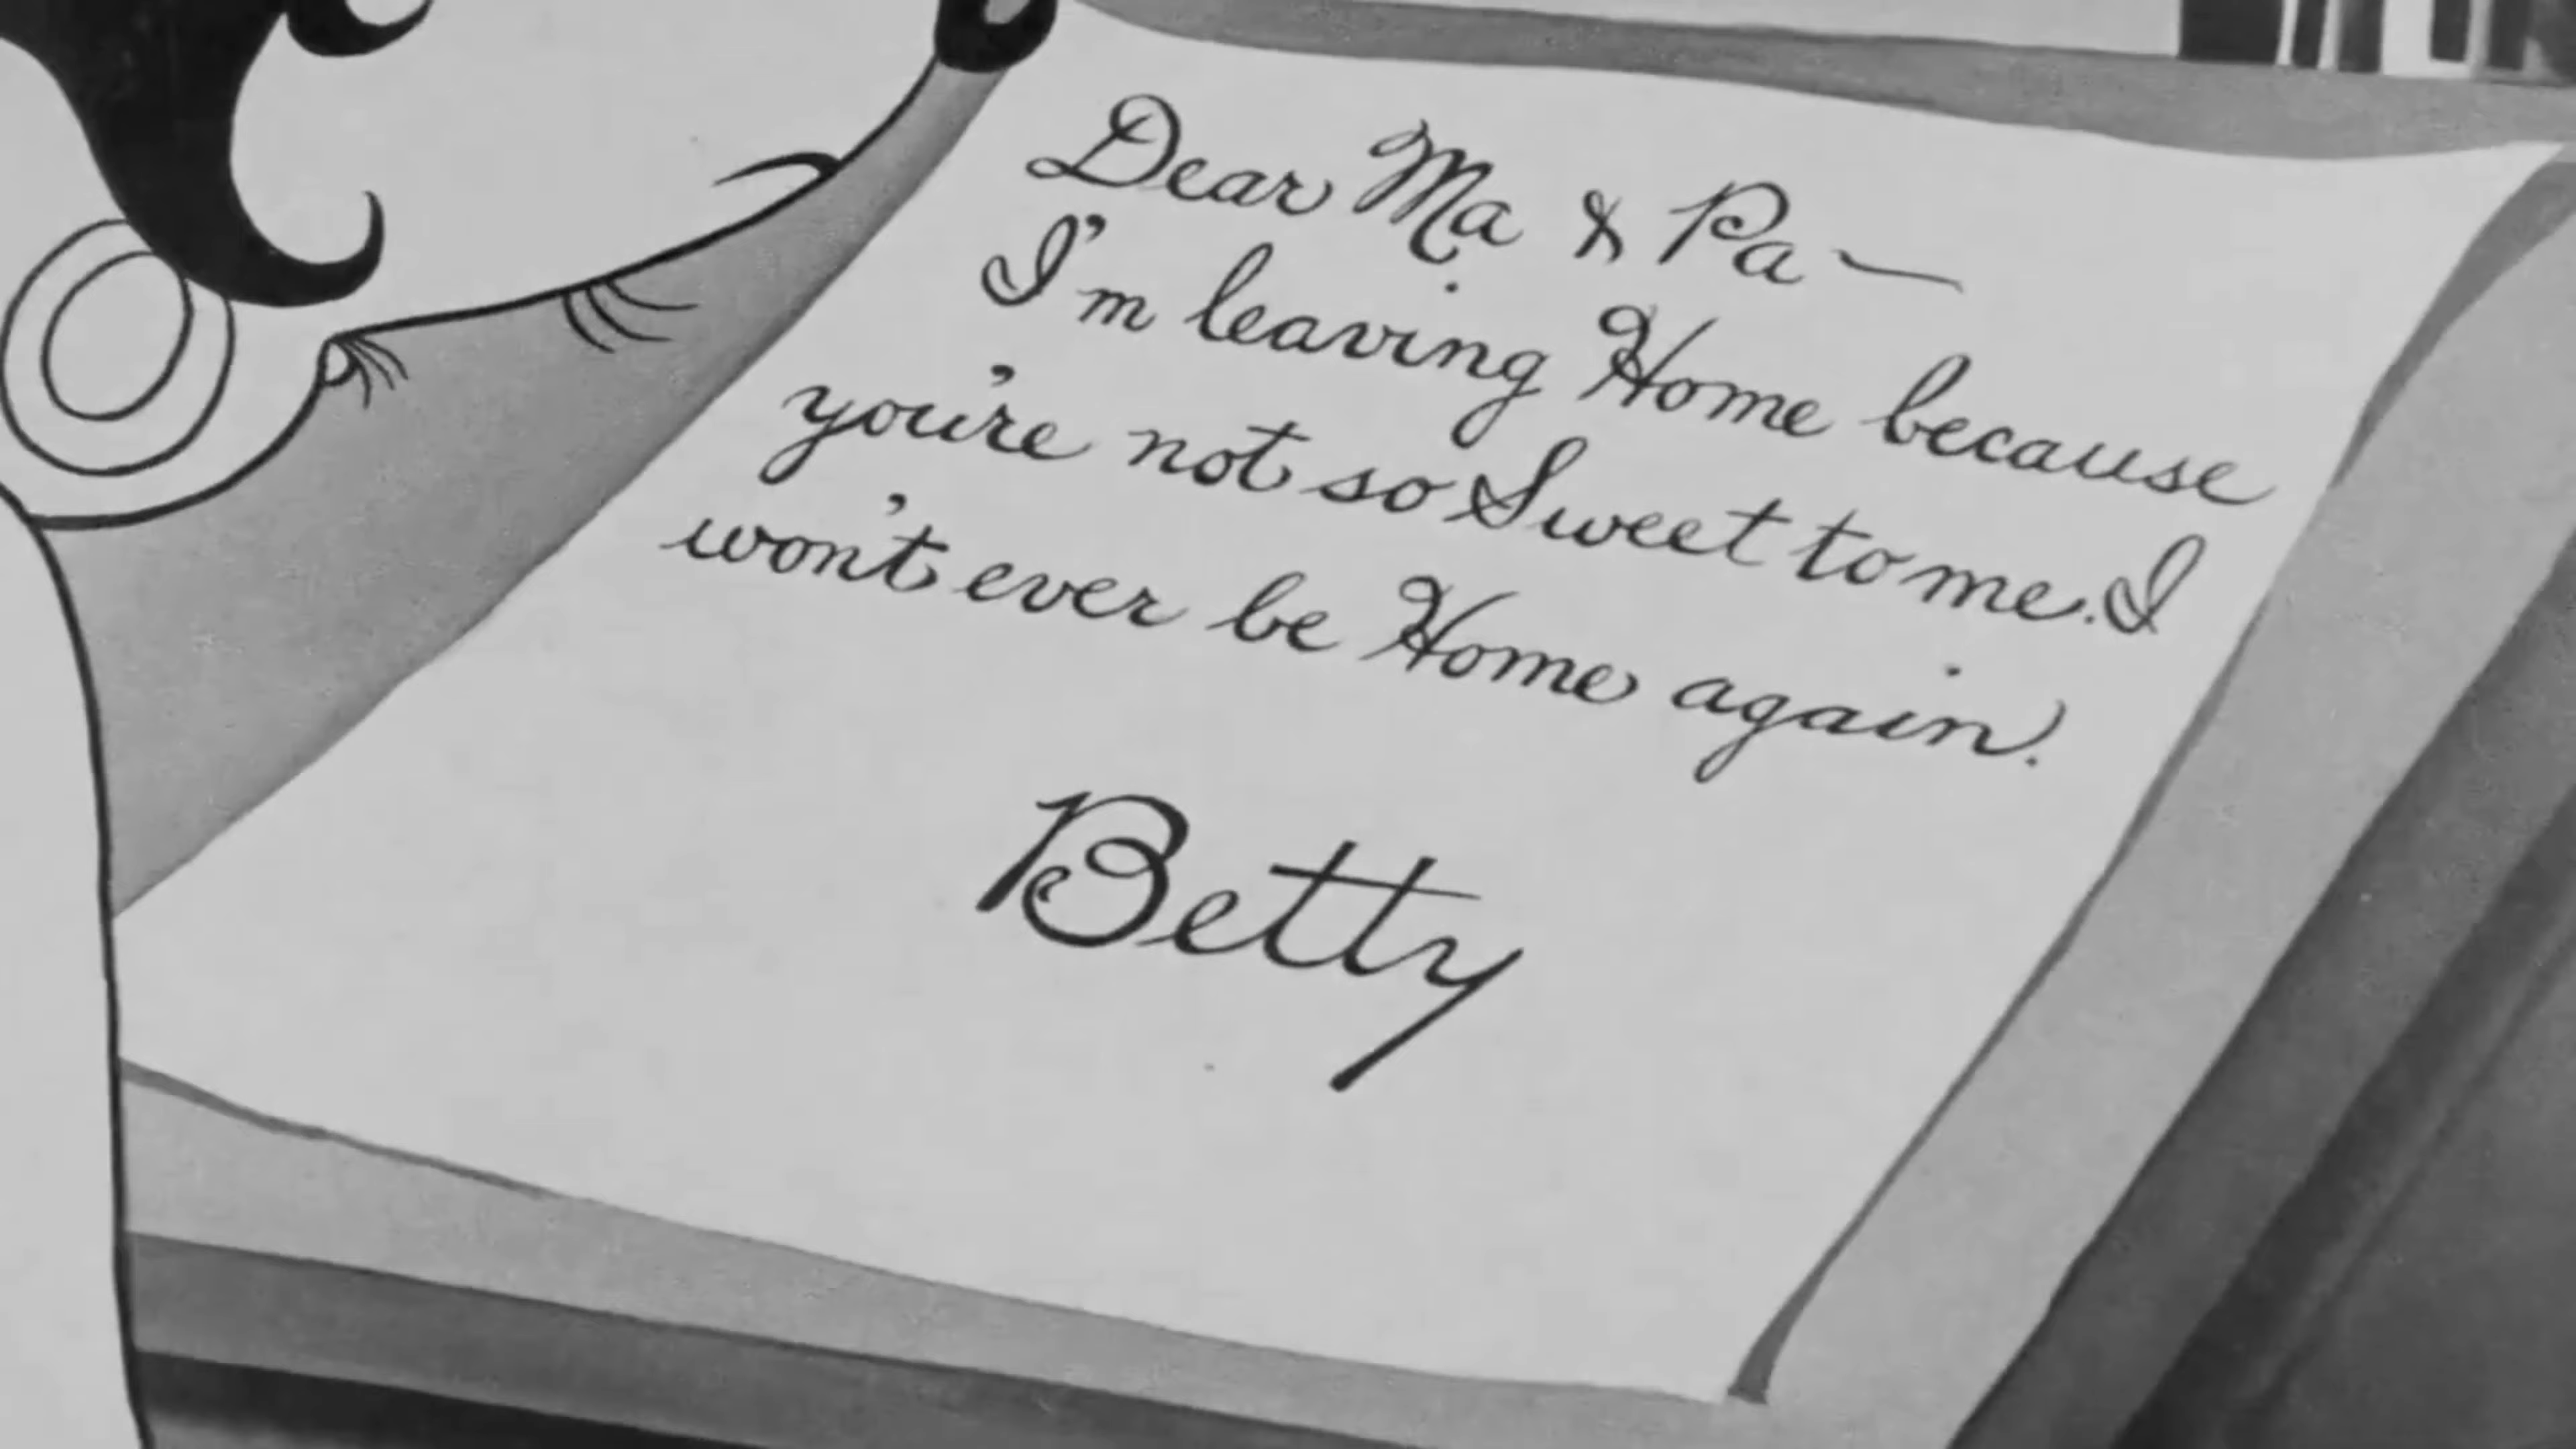 Dear Ma & Pa —
I'm leaving Home because
you're not so Sweet to me. I
won't ever be Home again.
Betty